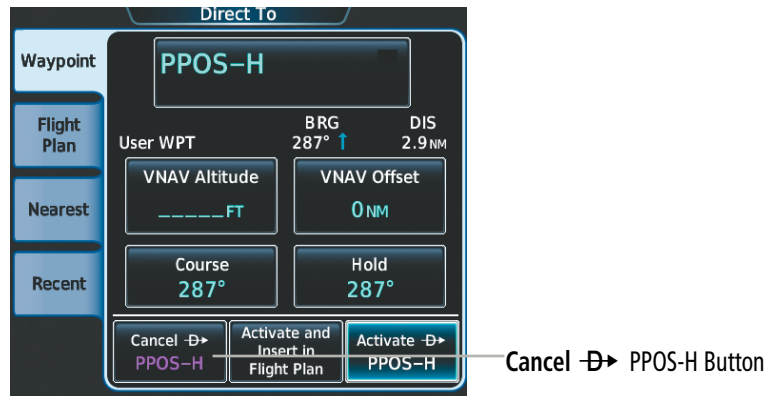 Direct To
Waypoint
PPOS-H
Flight
Plan
User WPT
BRG
287° ↑
DIS
2.9NM
VNAV Altitude
_____FT
VNAV Offset
0NM
Nearest
Course
287°
Hold
287°
Recent
Cancel D→
PPOS-H
Activate and
Insert in
Flight Plan
Activate D→
PPOS-H
Cancel D→ PPOS-H Button